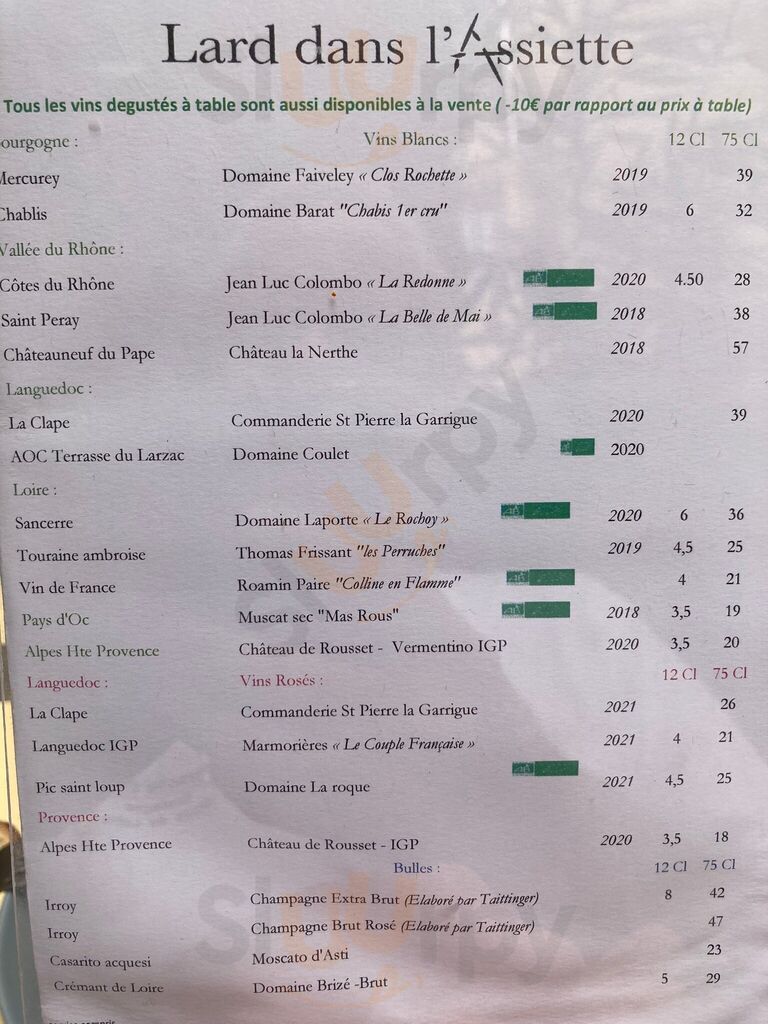 Lard dans l'Assiette
Tous les vins degustés à table sont aussi disponibles à la vente ( -10€ par rapport au prix à table)
ourgogne : Vins Blancs : 12 Cl 75 Cl
Mercurey Domaine Faiveley « Clos Rochette » 2019 39
Chablis Domaine Barat "Chabis 1er cru" 2019 6 32
Vallée du Rhône :
Côtes du Rhône Jean Luc Colombo « La Redonne » 2020 4.50 28
Saint Peray Jean Luc Colombo « La Belle de Mai » 2018 38
Châteauneuf du Pape Château la Nerthe 2018 57
Languedoc :
La Clape Commanderie St Pierre la Garrigue 2020 39
AOC Terrasse du Larzac Domaine Coulet 2020
Loire :
Sancerre Domaine Laporte « Le Rochoy » 2020 6 36
Touraine ambroise Thomas Frissant "les Perruches" 2019 4,5 25
Vin de France Roamin Paire "Colline en Flamme" 4 21
Pays d'Oc Muscat sec "Mas Rous" 2018 3,5 19
Alpes Hte Provence Château de Rousset - Vermentino IGP 2020 3,5 20
Languedoc : Vins Rosés : 12 Cl 75 Cl
La Clape Commanderie St Pierre la Garrigue 2021 26
Languedoc IGP Marmorières « Le Couple Française » 2021 4 21
Pic saint loup Domaine La roque 2021 4,5 25
Provence :
Alpes Hte Provence Château de Rousset - IGP 2020 3,5 18
Bulles : 12 Cl 75 Cl
Irroy Champagne Extra Brut (Elaboré par Taittinger) 8 42
Irroy Champagne Brut Rosé (Elaboré par Taittinger) 47
Casarito acquesi Moscato d'Asti 23
Crémant de Loire Domaine Brizé -Brut 5 29